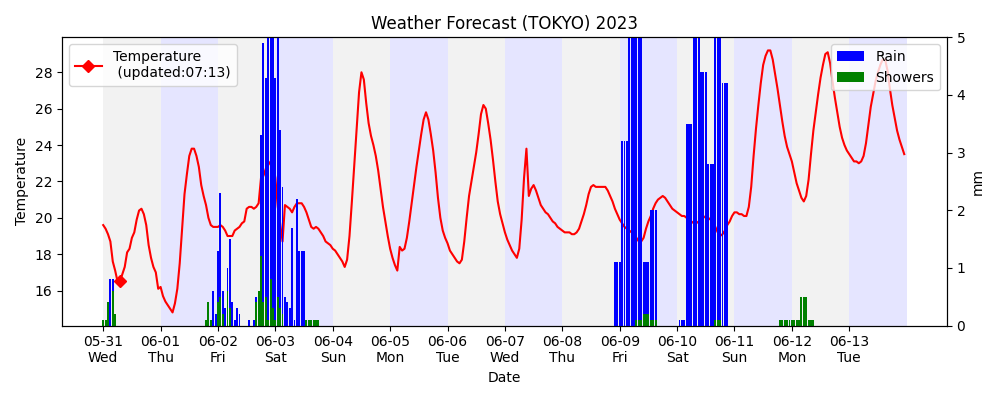 Weather Forecast (TOKYO) 2023
Temperature
(updated:07:13)
Rain
Showers
Temperature
28
26
24
22
20
18
16
5
4
3
2
1
0
mm
05-31 06-01 06-02 06-03 06-04 06-05 06-06 06-07 06-08 06-09 06-10 06-11 06-12 06-13
Wed Thu Fri Sat Sun Mon Tue Wed Thu Fri Sat Sun Mon Tue
Date